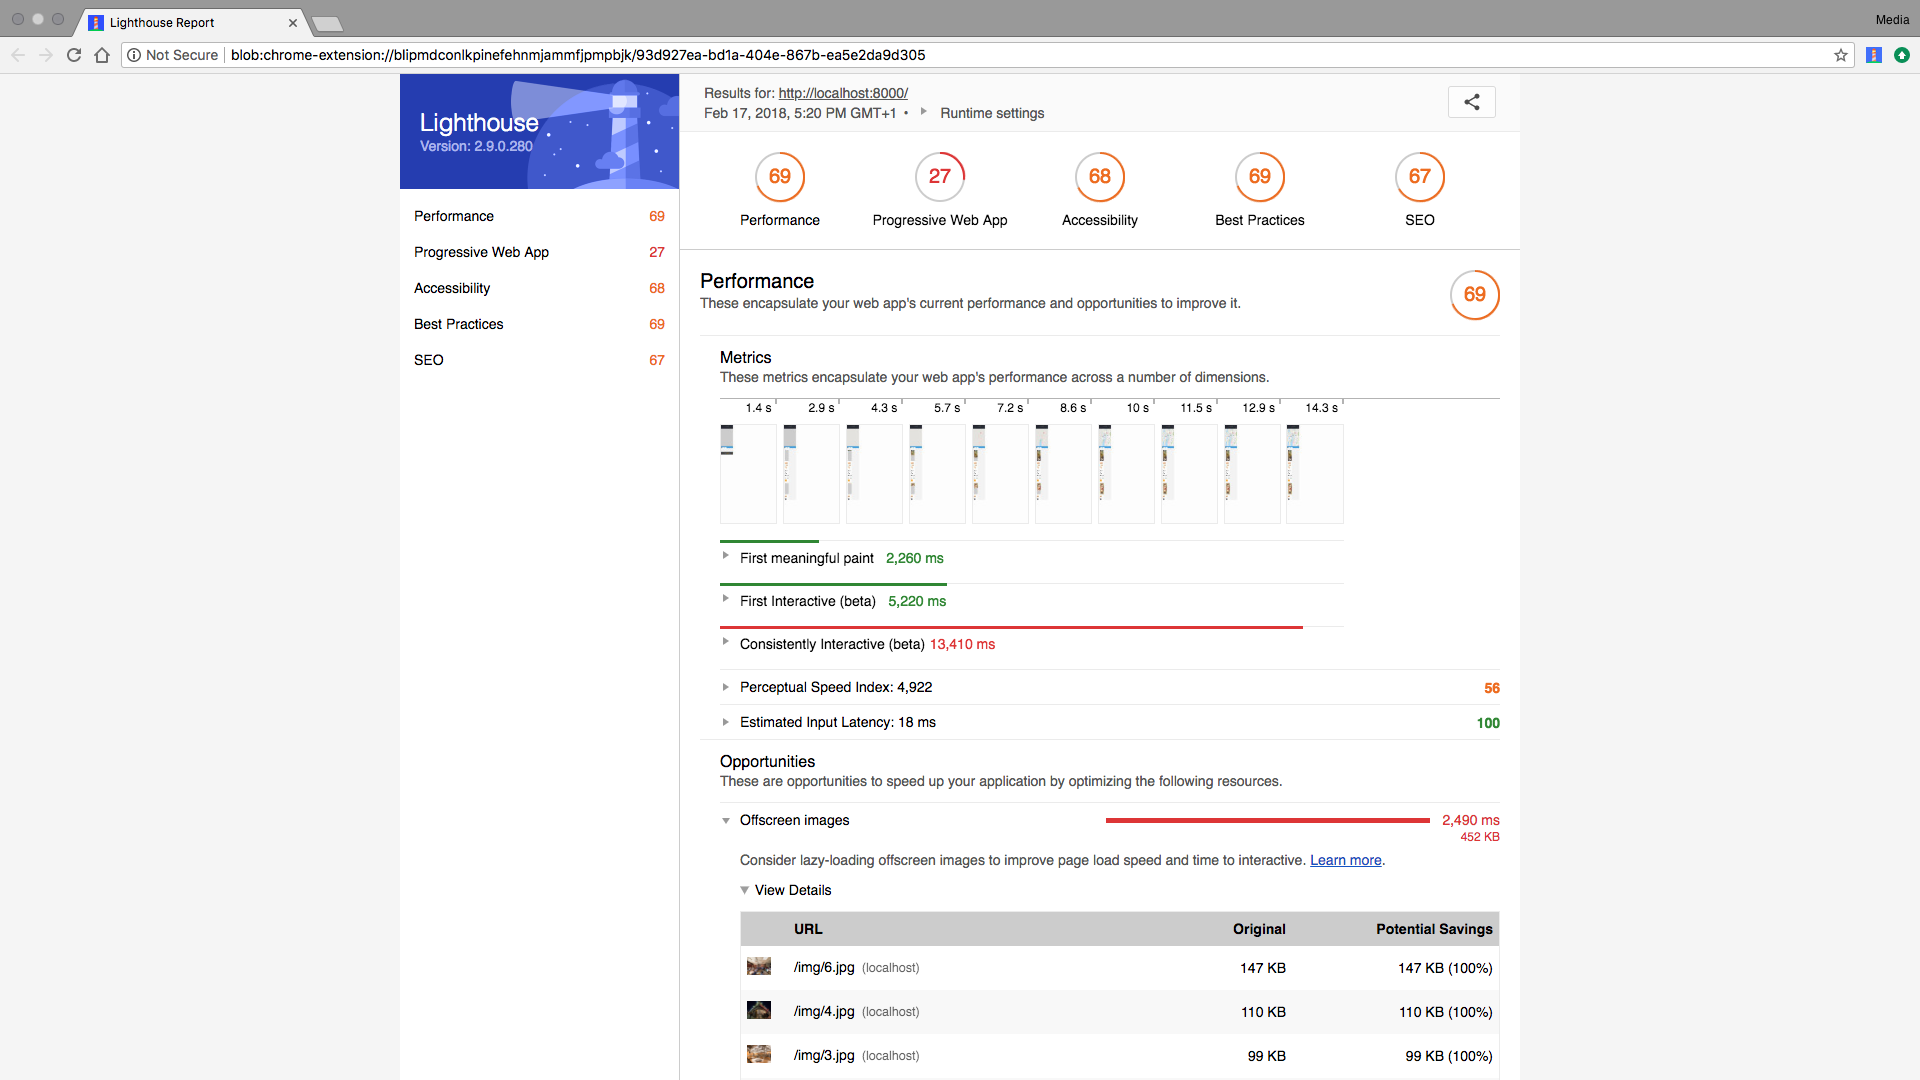 Lighthouse Report
Media
Not Secure
blob:chrome-extension://blipmdconlkpinefehnmjammfjpmpbjk/93d927ea-bd1a-404e-867b-ea5e2da9d305
Lighthouse
Version: 2.9.0.280
Performance 69
Progressive Web App 27
Accessibility 68
Best Practices 69
SEO 67
Results for: http://localhost:8000/
Feb 17, 2018, 5:20 PM GMT+1 • Runtime settings
69 27 68 69 67
Performance Progressive Web App Accessibility Best Practices SEO
Performance
These encapsulate your web app's current performance and opportunities to improve it.
69
Metrics
These metrics encapsulate your web app's performance across a number of dimensions.
1.4 s 2.9 s 4.3 s 5.7 s 7.2 s 8.6 s 10 s 11.5 s 12.9 s 14.3 s
First meaningful paint 2,260 ms
First Interactive (beta) 5,220 ms
Consistently Interactive (beta) 13,410 ms
Perceptual Speed Index: 4,922 56
Estimated Input Latency: 18 ms 100
Opportunities
These are opportunities to speed up your application by optimizing the following resources.
Offscreen images 2,490 ms
452 KB
Consider lazy-loading offscreen images to improve page load speed and time to interactive. Learn more.
View Details
URL Original Potential Savings
/img/6.jpg (localhost) 147 KB 147 KB (100%)
/img/4.jpg (localhost) 110 KB 110 KB (100%)
/img/3.jpg (localhost) 99 KB 99 KB (100%)